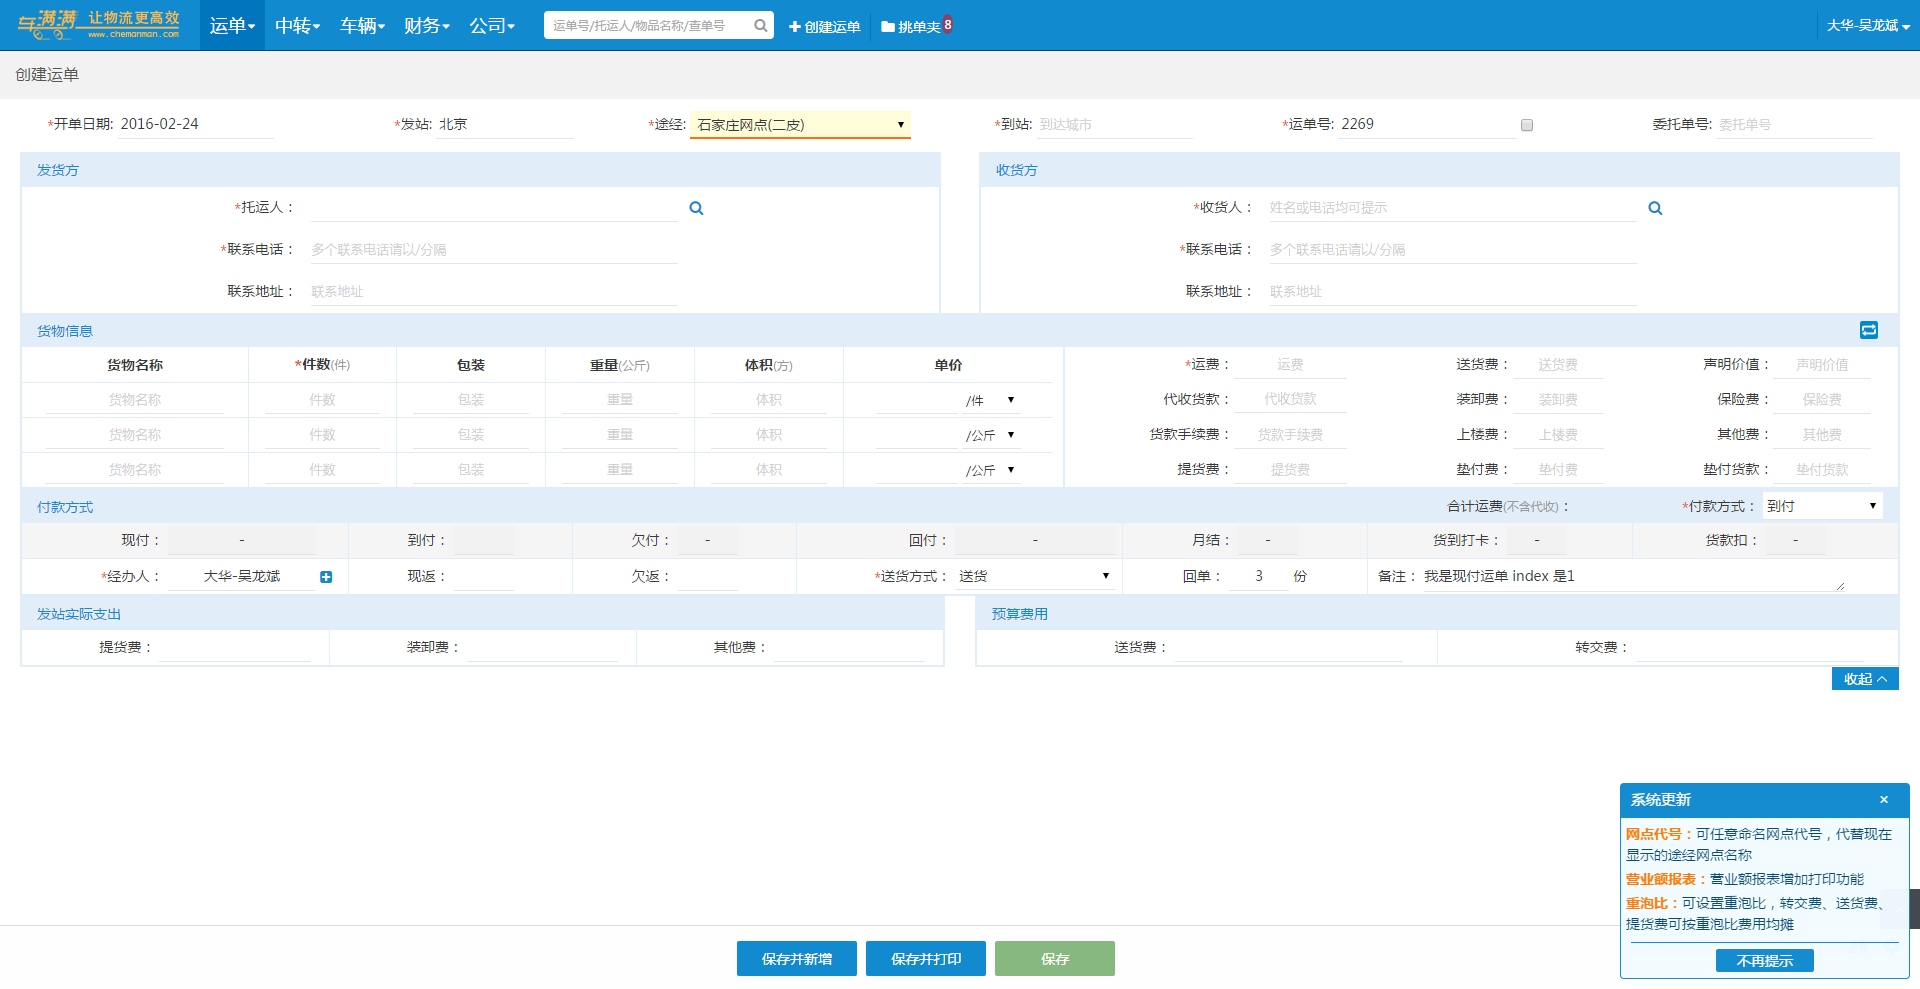 车满满 让物流更高效
www.chemanman.com
运单 中转 车辆 财务 公司 运单号/托运人/物品名称/查单号 创建运单 挑单夹 8 大华-吴龙斌
创建运单
*开单日期: 2016-02-24 *发站: 北京 *途经: 石家庄网点(二皮) *到站: 到达城市 *运单号: 2269 委托单号: 委托单号
发货方 收货方
*托运人： *收货人： 姓名或电话均可提示
*联系电话： 多个联系电话请以/分隔 *联系电话： 多个联系电话请以/分隔
联系地址： 联系地址 联系地址： 联系地址
货物信息
货物名称 *件数(件) 包装 重量(公斤) 体积(方) 单价 *运费： 运费 送货费： 送货费 声明价值： 声明价值
货物名称 件数 包装 重量 体积 /件 代收货款： 代收货款 装卸费： 装卸费 保险费： 保险费
货物名称 件数 包装 重量 体积 /公斤 货款手续费： 货款手续费 上楼费： 上楼费 其他费： 其他费
货物名称 件数 包装 重量 体积 /公斤 提货费： 提货费 垫付费： 垫付费 垫付货款： 垫付货款
付款方式 合计运费(不含代收)： *付款方式： 到付
现付： - 到付： 欠付： - 回付： - 月结： - 货到打卡： - 货款扣： -
*经办人： 大华-吴龙斌 现返： 欠返： *送货方式： 送货 回单： 3 份 备注： 我是现付运单 index 是1
发站实际支出 预算费用
提货费： 装卸费： 其他费： 送货费： 转交费：
收起
系统更新 ×
网点代号：可任意命名网点代号，代替现在
显示的途经网点名称
营业额报表：营业额报表增加打印功能
重泡比：可设置重泡比，转交费、送货费、
提货费可按重泡比费用均摊
不再提示
保存并新增 保存并打印 保存